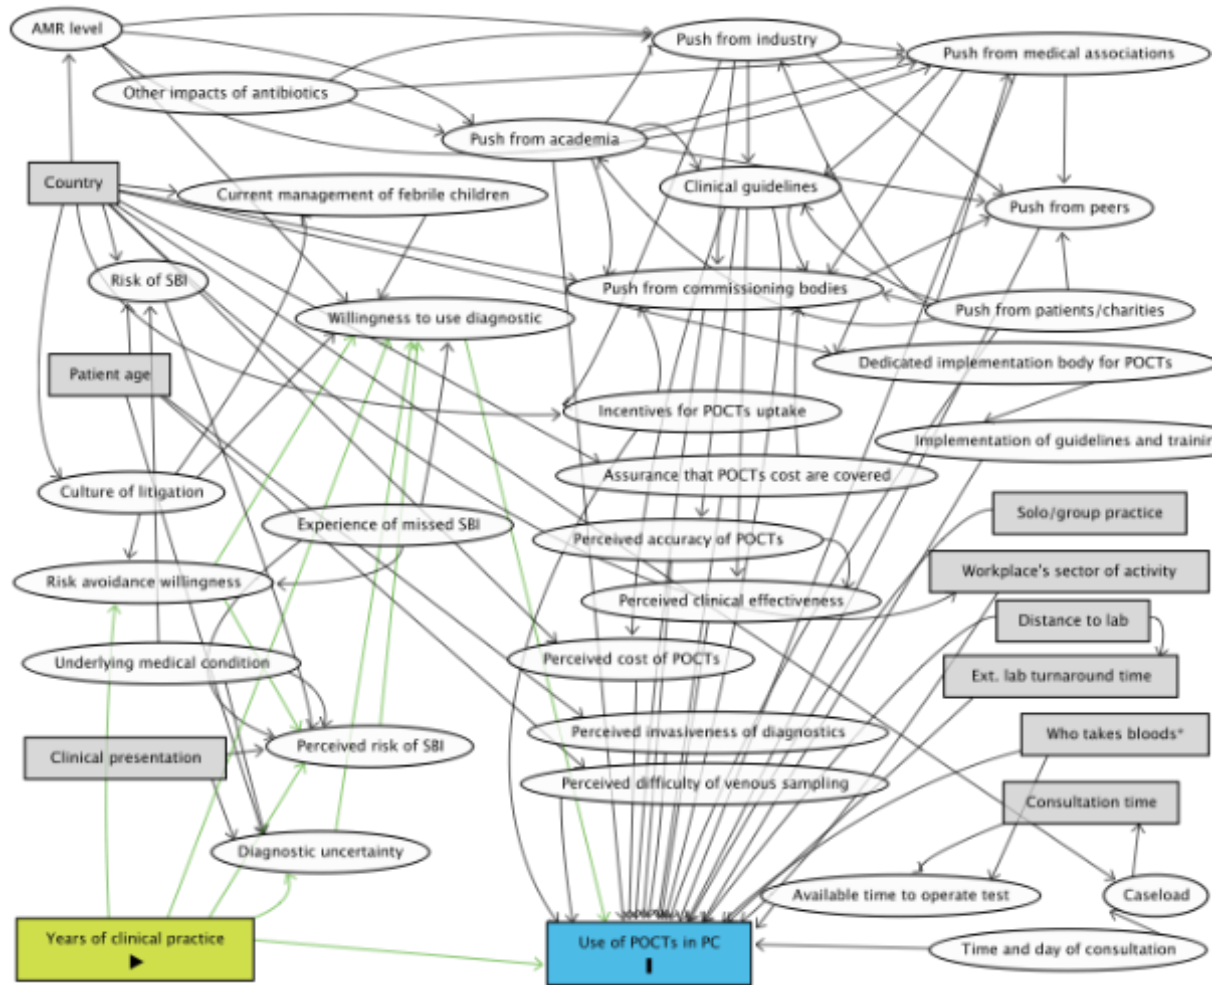 AMR level
Push from industry
Push from medical associations
Other impacts of antibiotics
Push from academia
Country
Current management of febrile children
Clinical guidelines
Push from peers
Risk of SBI
Push from commissioning bodies
Push from patients/charities
Willingness to use diagnostic
Patient age
Dedicated implementation body for POCTs
Incentives for POCTs uptake
Implementation of guidelines and trainin
Assurance that POCTs cost are covered
Culture of litigation
Solo/group practice
Experience of missed SBI
Perceived accuracy of POCTs
Workplace's sector of activity
Risk avoidance willingness
Perceived clinical effectiveness
Distance to lab
Underlying medical condition
Perceived cost of POCTs
Ext. lab turnaround time
Perceived invasiveness of diagnostics
Who takes bloods*
Perceived risk of SBI
Clinical presentation
Perceived difficulty of venous sampling
Consultation time
Diagnostic uncertainty
Available time to operate test
Caseload
Years of clinical practice
Use of POCTs in PC
Time and day of consultation